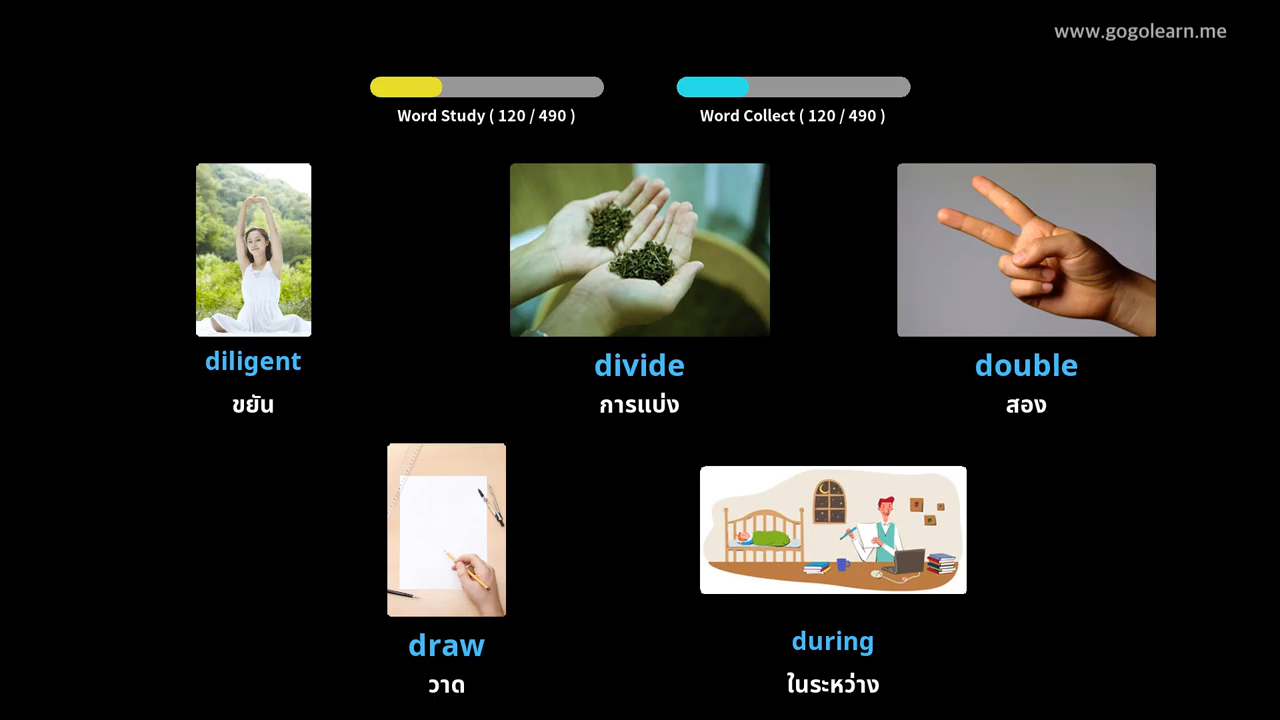 www.gogolearn.me
Word Study ( 120 / 490 )
Word Collect ( 120 / 490 )
diligent
ขยัน
divide
การแบ่ง
double
สอง
draw
วาด
during
ในระหว่าง